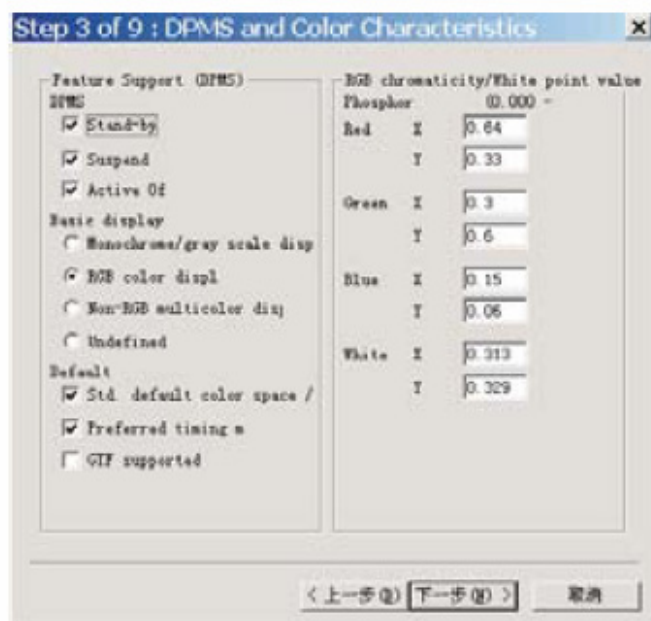 Step 3 of 9 : DPMS and Color Characteristics
Feature Support (DPMS)
DPMS
Stand-by
Suspend
Active Of
Basic display
Monochrome/gray scale disp
RGB color displ
Non-RGB multicolor disp
Undefined
Default
Std. default color space /
Preferred timing m
GTF supported
RGB chromaticity/White point value
Phosphor (0.000 -
Red X 0.64
Y 0.33
Green X 0.3
Y 0.6
Blue X 0.15
Y 0.06
White X 0.313
Y 0.329
< 上一步(B) 下一步(N) > 取消